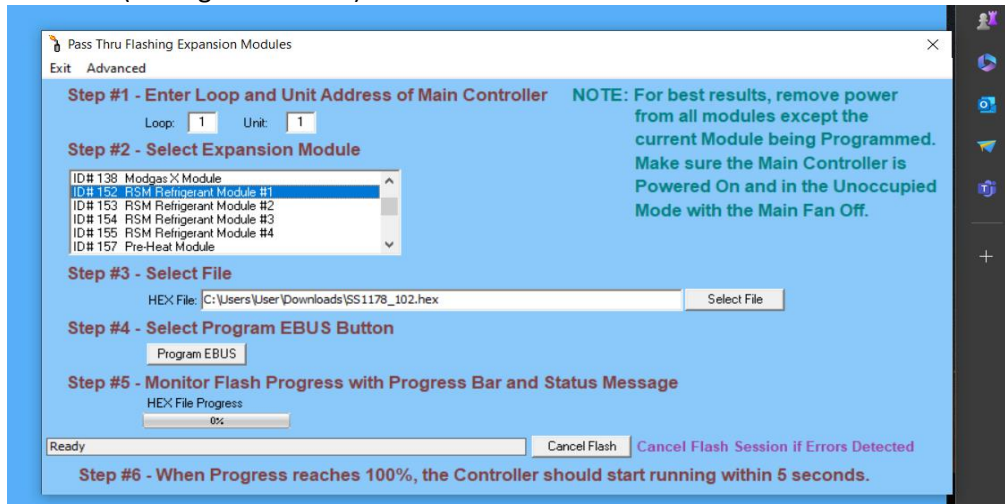 Pass Thru Flashing Expansion Modules
Exit Advanced
Step #1 - Enter Loop and Unit Address of Main Controller
Loop: 1 Unit: 1
NOTE: For best results, remove power
from all modules except the
current Module being Programmed.
Make sure the Main Controller is
Powered On and in the Unoccupied
Mode with the Main Fan Off.
Step #2 - Select Expansion Module
ID# 138 Modgas X Module
ID# 152 RSM Refrigerant Module #1
ID# 153 RSM Refrigerant Module #2
ID# 154 RSM Refrigerant Module #3
ID# 155 RSM Refrigerant Module #4
ID# 157 Pre-Heat Module
Step #3 - Select File
HEX File: C:\Users\User\Downloads\SS1178_102.hex Select File
Step #4 - Select Program EBUS Button
Program EBUS
Step #5 - Monitor Flash Progress with Progress Bar and Status Message
HEX File Progress
0%
Ready Cancel Flash Cancel Flash Session if Errors Detected
Step #6 - When Progress reaches 100%, the Controller should start running within 5 seconds.